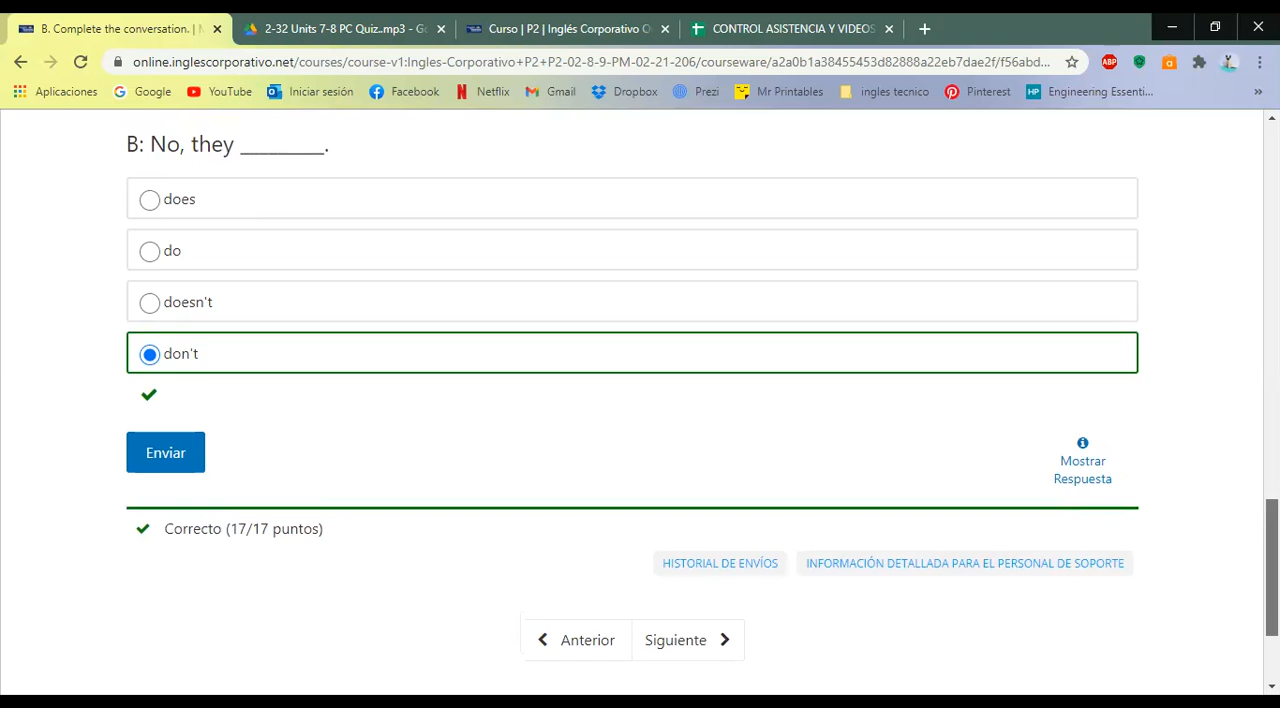 B. Complete the conversation. |
2-32 Units 7-8 PC Quiz..mp3 - Go
Curso | P2 | Inglés Corporativo O
CONTROL ASISTENCIA Y VIDEOS
online.inglescorporativo.net/courses/course-v1:Ingles-Corporativo+P2+P2-02-8-9-PM-02-21-206/courseware/a2a0b1a38455453d82888a22eb7dae2f/f56abd...
ABP
Aplicaciones
Google
YouTube
Iniciar sesión
Facebook
Netflix
Gmail
Dropbox
Prezi
Mr Printables
ingles tecnico
Pinterest
HP
Engineering Essenti...
»
B: No, they _________.
does
do
doesn't
don't
Enviar
Mostrar
Respuesta
Correcto (17/17 puntos)
HISTORIAL DE ENVÍOS
INFORMACIÓN DETALLADA PARA EL PERSONAL DE SOPORTE
Anterior
Siguiente